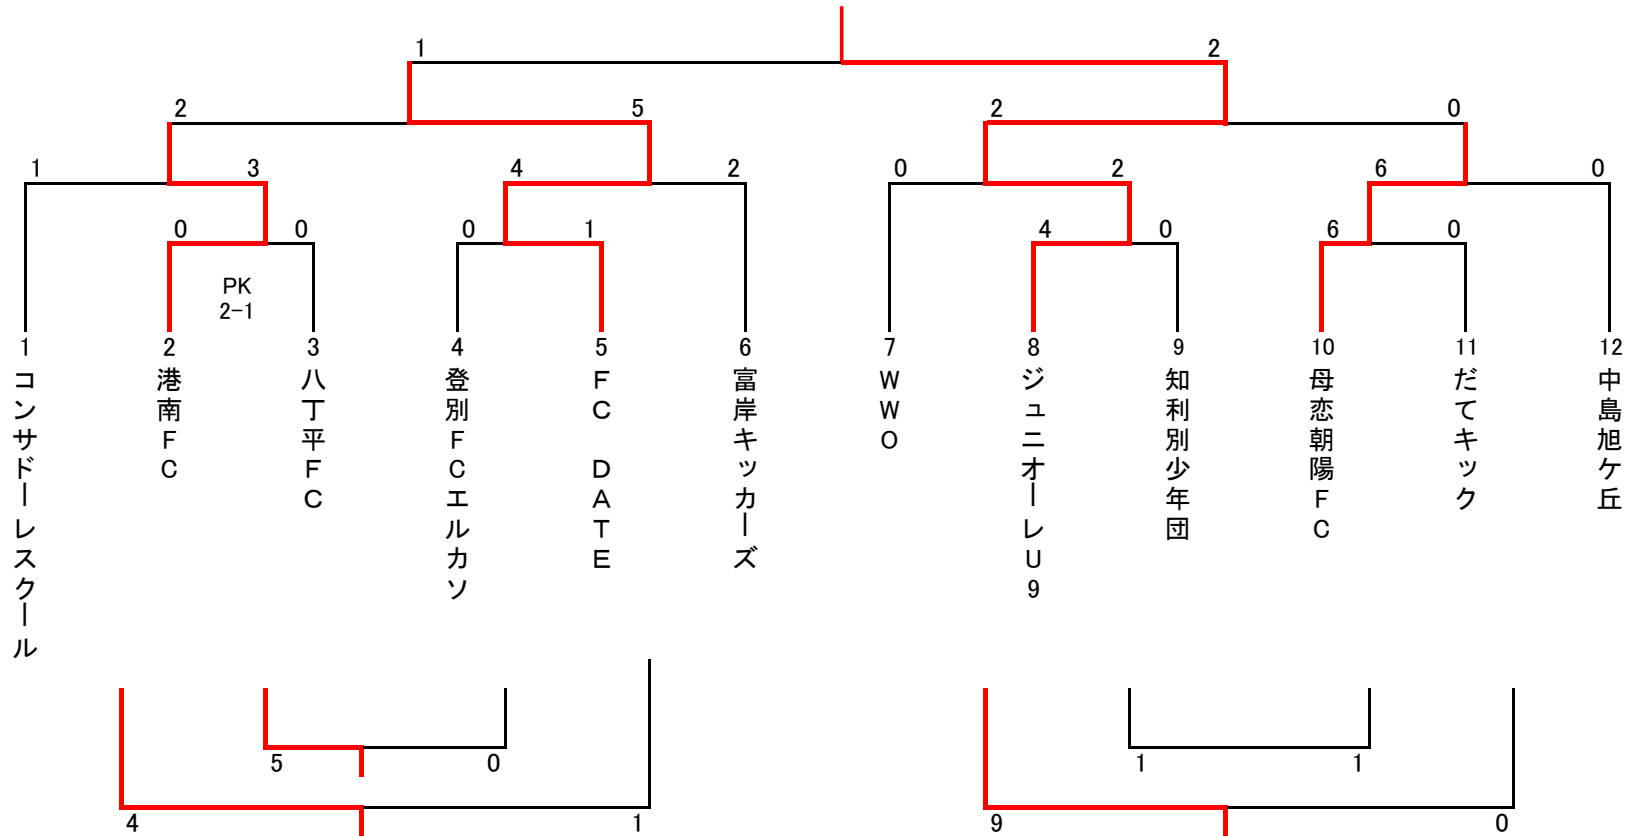 1 2
2 5 2 0
1 3 4 2 0 2 6 0
0 0 0 1 4 0 6 0
PK
2-1
1 2 3 4 5 6 7 8 9 10 11 12
コンサドーレスクール
港南FC
八丁平FC
登別FCエルカソ
FC DATE
富岸キッカーズ
WWO
ジュニオーレU9
知利別少年団
母恋朝陽FC
だてキック
中島旭ケ丘
5 0 1 1
4 1 9 0